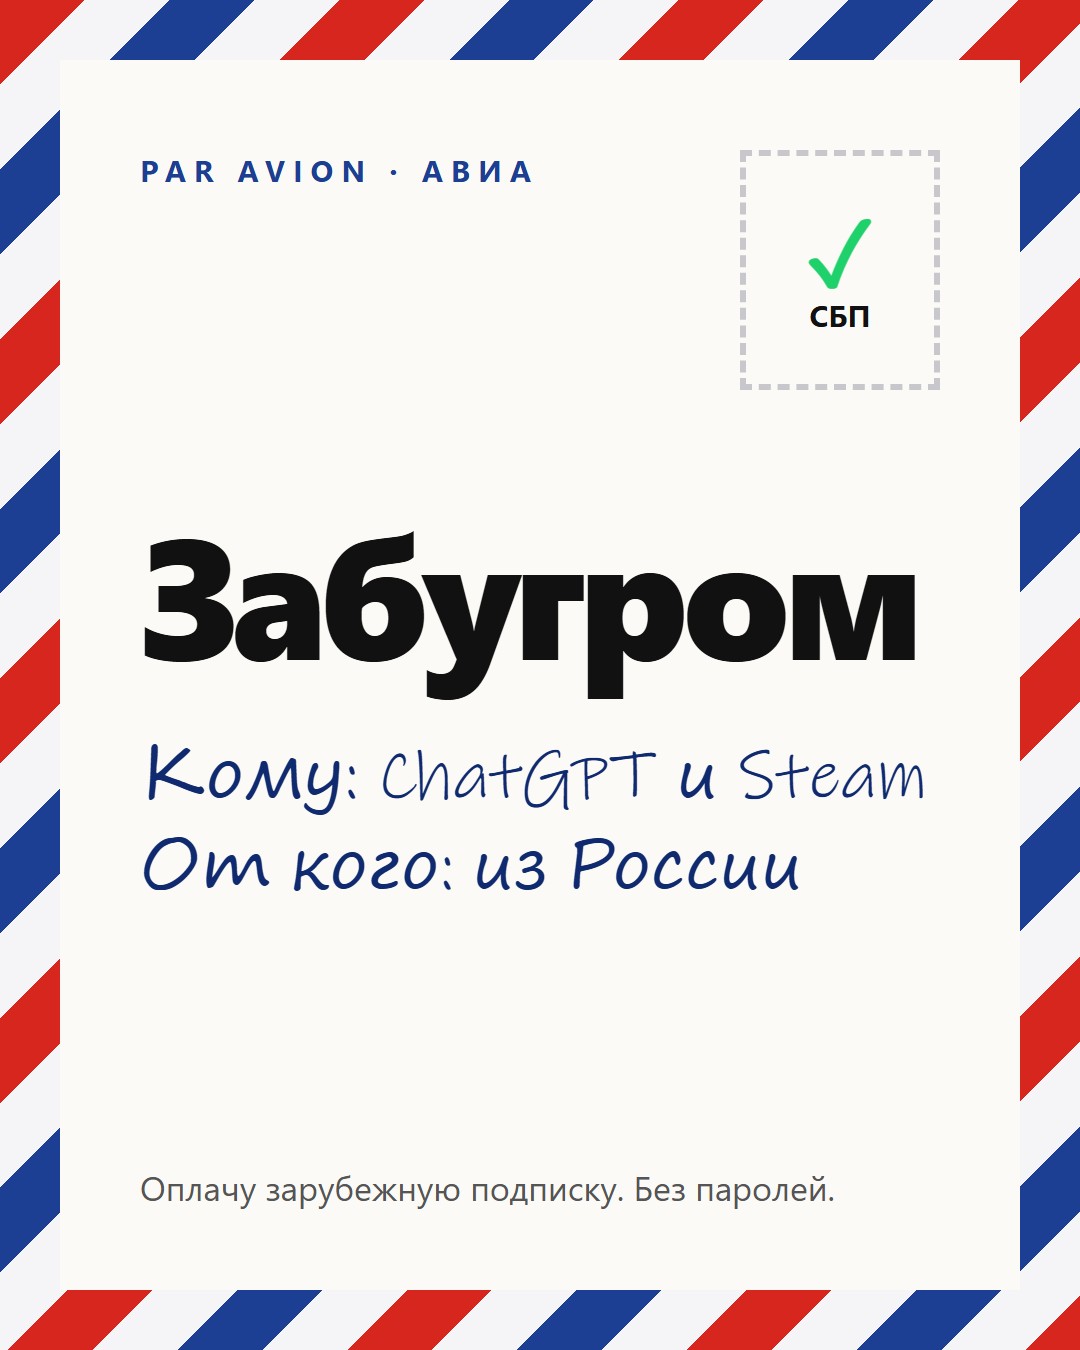 PAR AVION · АВИА
✓
СБП
Забугром
Кому: ChatGPT и Steam
От кого: из России
Оплачу зарубежную подписку. Без паролей.